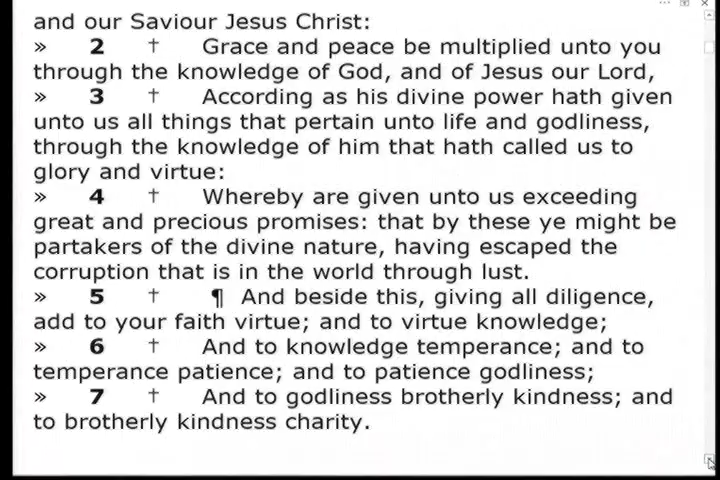 and our Saviour Jesus Christ:
» 2 † Grace and peace be multiplied unto you
through the knowledge of God, and of Jesus our Lord,
» 3 † According as his divine power hath given
unto us all things that pertain unto life and godliness,
through the knowledge of him that hath called us to
glory and virtue:
» 4 † Whereby are given unto us exceeding
great and precious promises: that by these ye might be
partakers of the divine nature, having escaped the
corruption that is in the world through lust.
» 5 † ¶ And beside this, giving all diligence,
add to your faith virtue; and to virtue knowledge;
» 6 † And to knowledge temperance; and to
temperance patience; and to patience godliness;
» 7 † And to godliness brotherly kindness; and
to brotherly kindness charity.